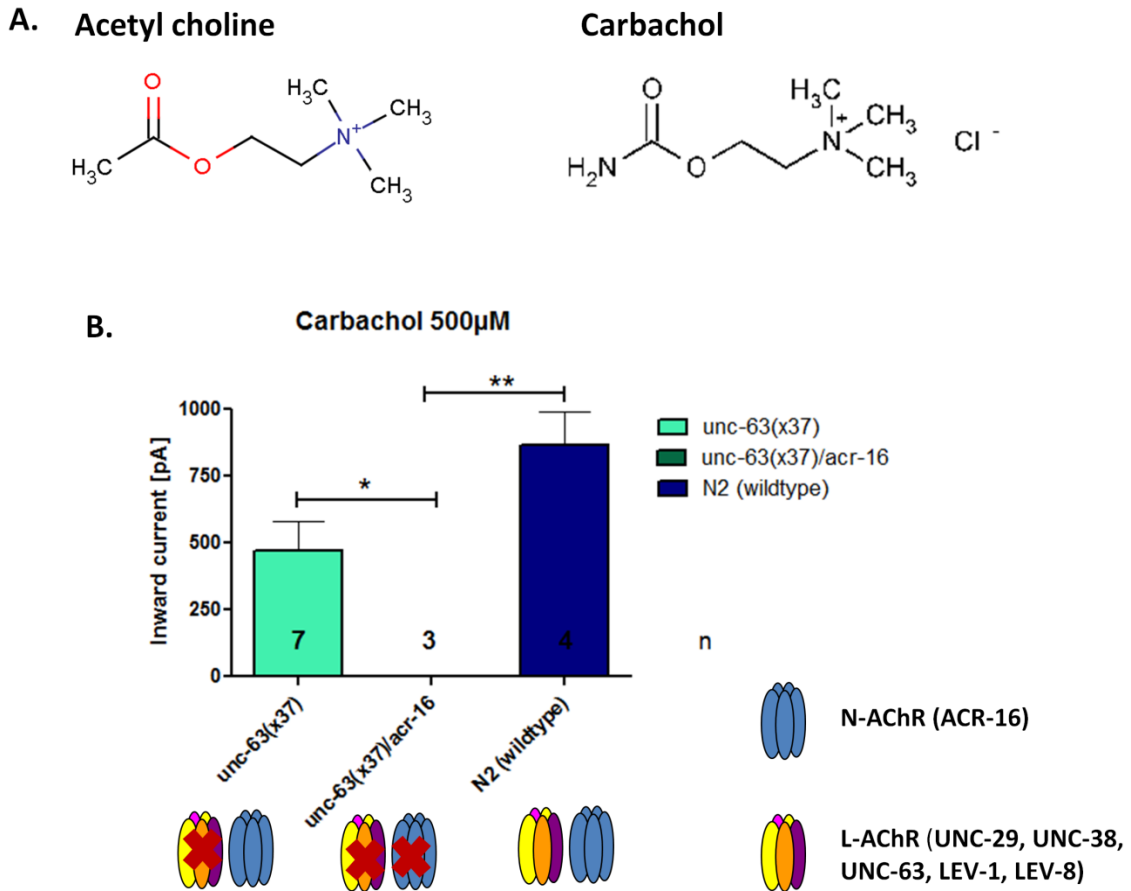 A. Acetyl choline Carbachol
O
H₃C
CH₃
N⁺
H₃C
O
CH₃
O
H₃C
CH₃
N⁺
H₂N
O
CH₃
Cl ⁻
B.
Carbachol 500µM
Inward current [pA]
1000
750
500
250
0
*
**
7
3
4
n
unc-63(x37)
unc-63(x37)/acr-16
N2 (wildtype)
unc-63(x37)
unc-63(x37)/acr-16
N2 (wildtype)
N-AChR (ACR-16)
L-AChR (UNC-29, UNC-38,
UNC-63, LEV-1, LEV-8)